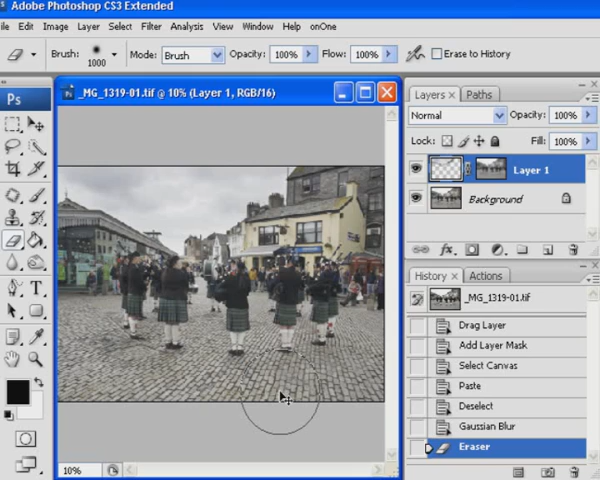 Adobe Photoshop CS3 Extended
File Edit Image Layer Select Filter Analysis View Window Help onOne
Brush: 1000 Mode: Brush Opacity: 100% Flow: 100% Erase to History
Ps _MG_1319-01.tif @ 10% (Layer 1, RGB/16)
Ps
Layers × Paths
Normal Opacity: 100%
Lock: Fill: 100%
Layer 1
Background
fx
History × Actions
_MG_1319-01.tif
Drag Layer
Add Layer Mask
Select Canvas
Paste
Deselect
Gaussian Blur
Eraser
T
10%